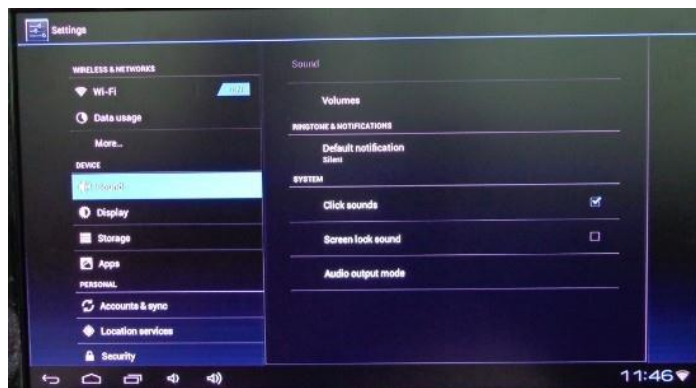 Settings
WIRELESS & NETWORKS
Wi-Fi
Data usage
More...
DEVICE
Sound
Display
Storage
Apps
PERSONAL
Accounts & sync
Location services
Security
Sound
Volumes
RINGTONE & NOTIFICATIONS
Default notification
Silent
SYSTEM
Click sounds
Screen lock sound
Audio output mode
11:46